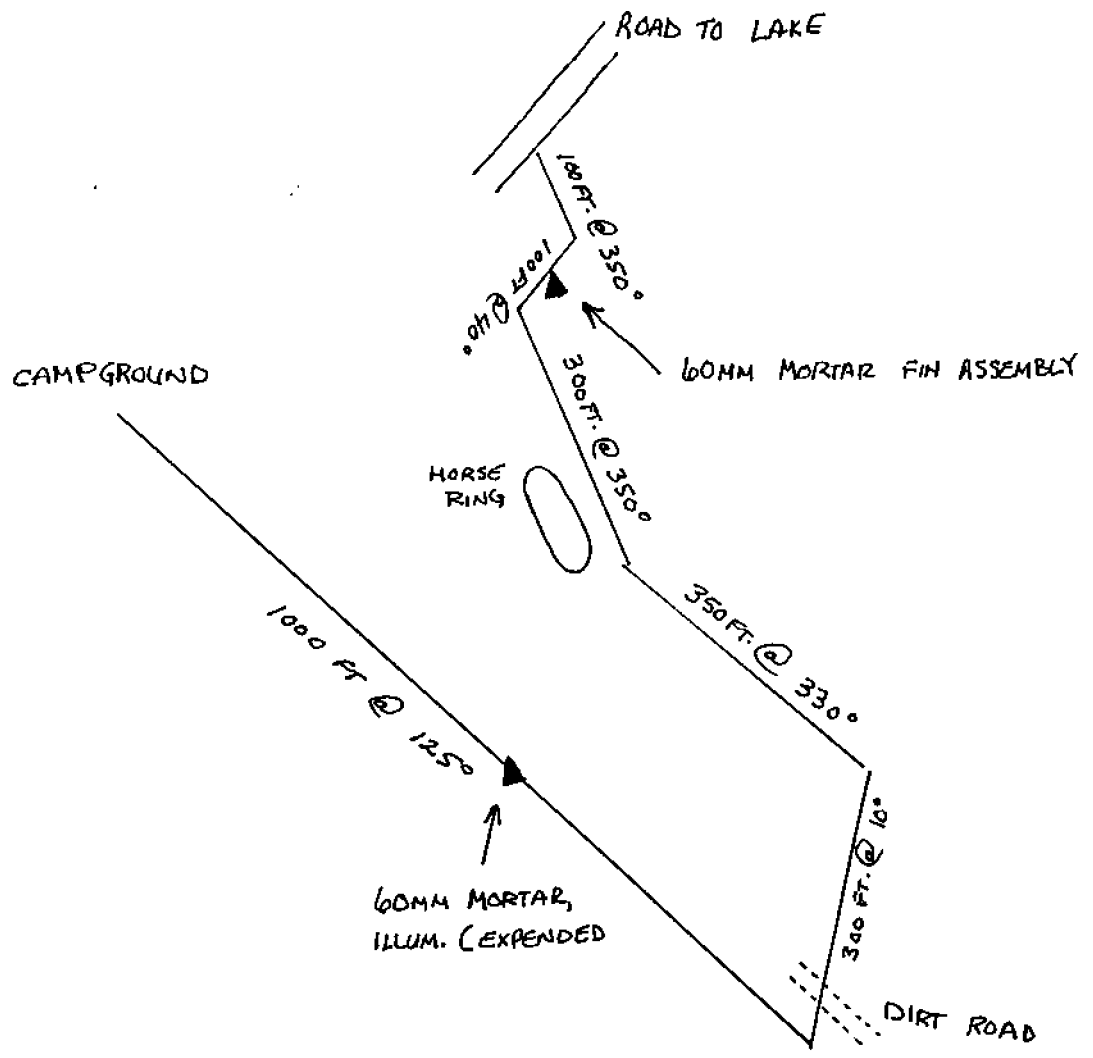 ROAD TO LAKE
100 FT. @ 350°
100 FT @ 40°
60MM MORTAR FIN ASSEMBLY
CAMPGROUND
300 FT. @ 350°
HORSE
RING
350 FT. @ 330°
1000 FT @ 125°
300 FT. @ 10°
60MM MORTAR,
ILLUM. (EXPENDED
DIRT ROAD